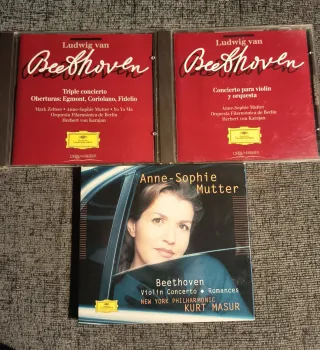 Ludwig van
Beethoven
Triple concierto
Oberturas: Egmont, Coriolano, Fidelio
Mark Zeltser • Anne-Sophie Mutter • Yo Yo Ma
Orquesta Filarmónica de Berlín
Herbert von Karajan
Ludwig van
Beethoven
Concierto para violín
y orquesta
Anne-Sophie Mutter
Orquesta Filarmónica de Berlín
Herbert von Karajan
Anne-Sophie
Mutter
Beethoven
Violin Concerto • Romances
NEW YORK PHILHARMONIC
KURT MASUR